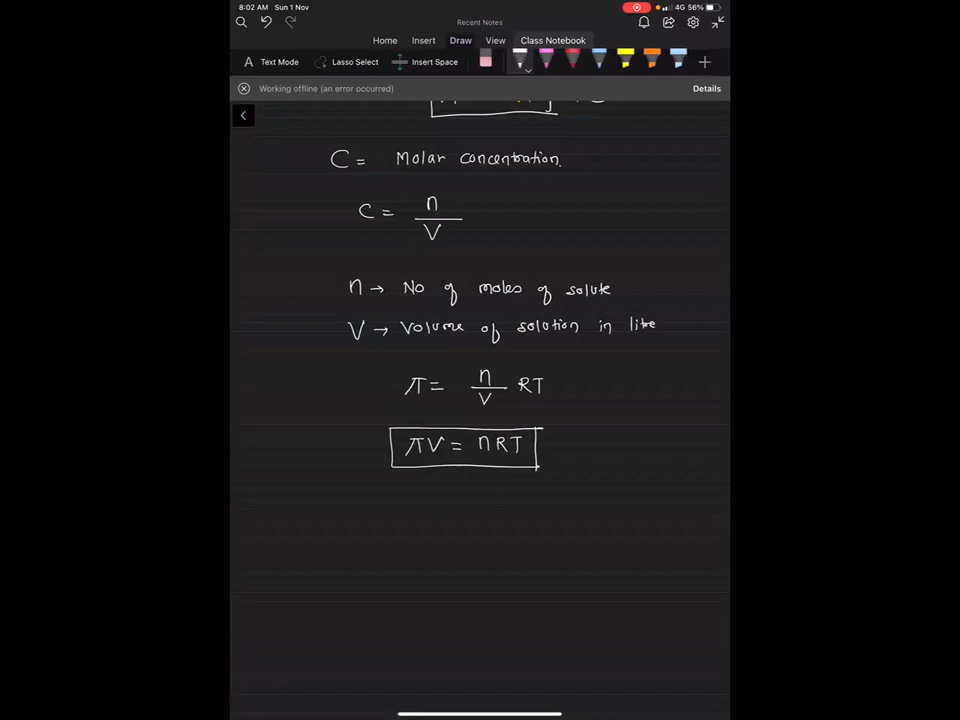 8:02 AM Sun 1 Nov
4G 56%
Recent Notes
Home Insert Draw View Class Notebook
Text Mode Lasso Select Insert Space
Working offline (an error occurred) Details
C = Molar concentration.
C = n / V
n → No of moles of solute
V → Volume of solution in litre
π = n / V RT
πV = nRT